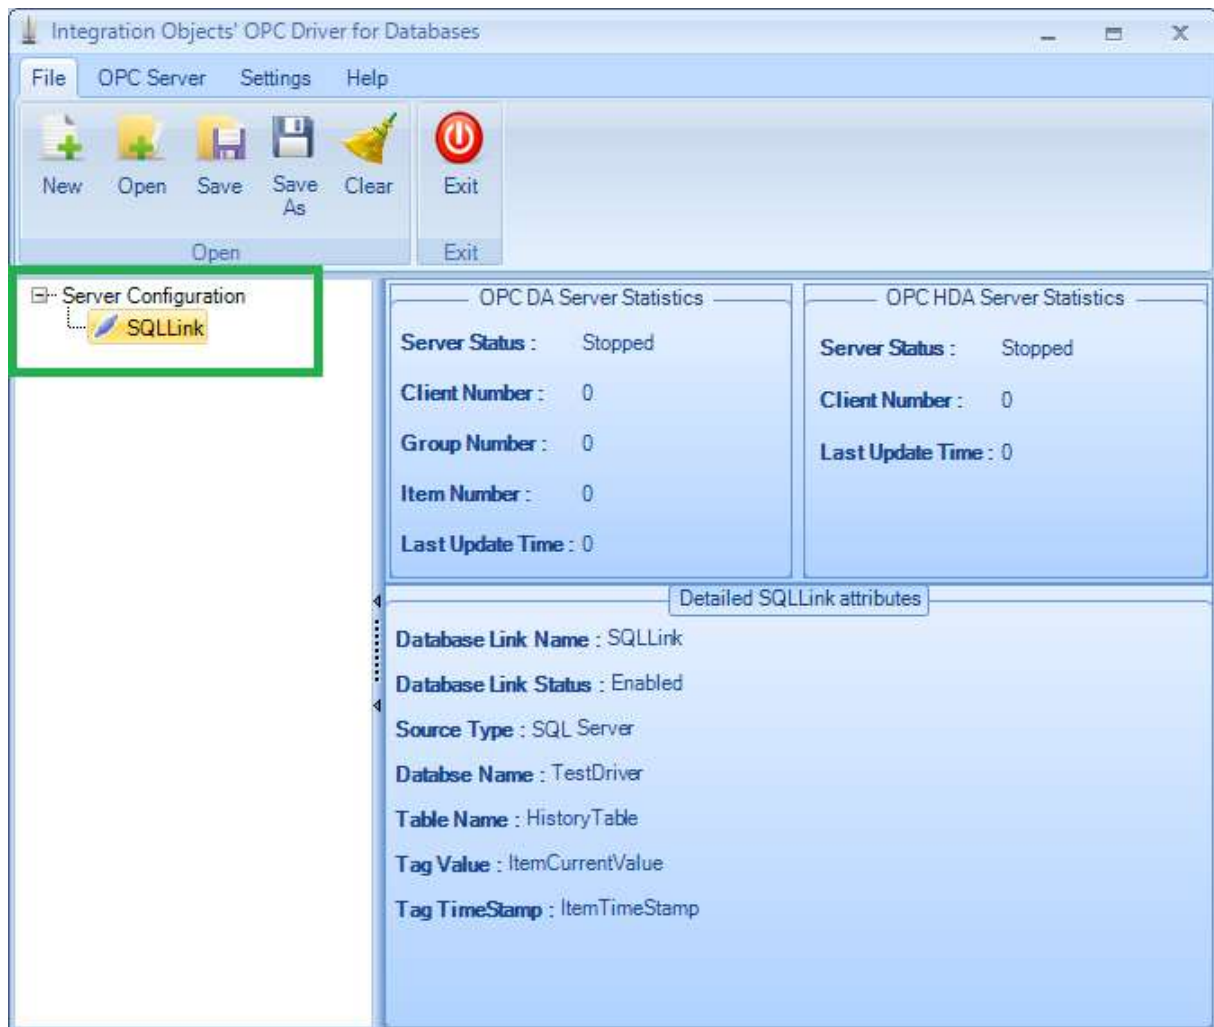 Integration Objects' OPC Driver for Databases
File OPC Server Settings Help
New Open Save Save As Clear Exit
Open Exit
Server Configuration
SQLLink
OPC DA Server Statistics
Server Status : Stopped
Client Number : 0
Group Number : 0
Item Number : 0
Last Update Time : 0
OPC HDA Server Statistics
Server Status : Stopped
Client Number : 0
Last Update Time : 0
Detailed SQLLink attributes
Database Link Name : SQLLink
Database Link Status : Enabled
Source Type : SQL Server
Databse Name : TestDriver
Table Name : HistoryTable
Tag Value : ItemCurrentValue
Tag TimeStamp : ItemTimeStamp